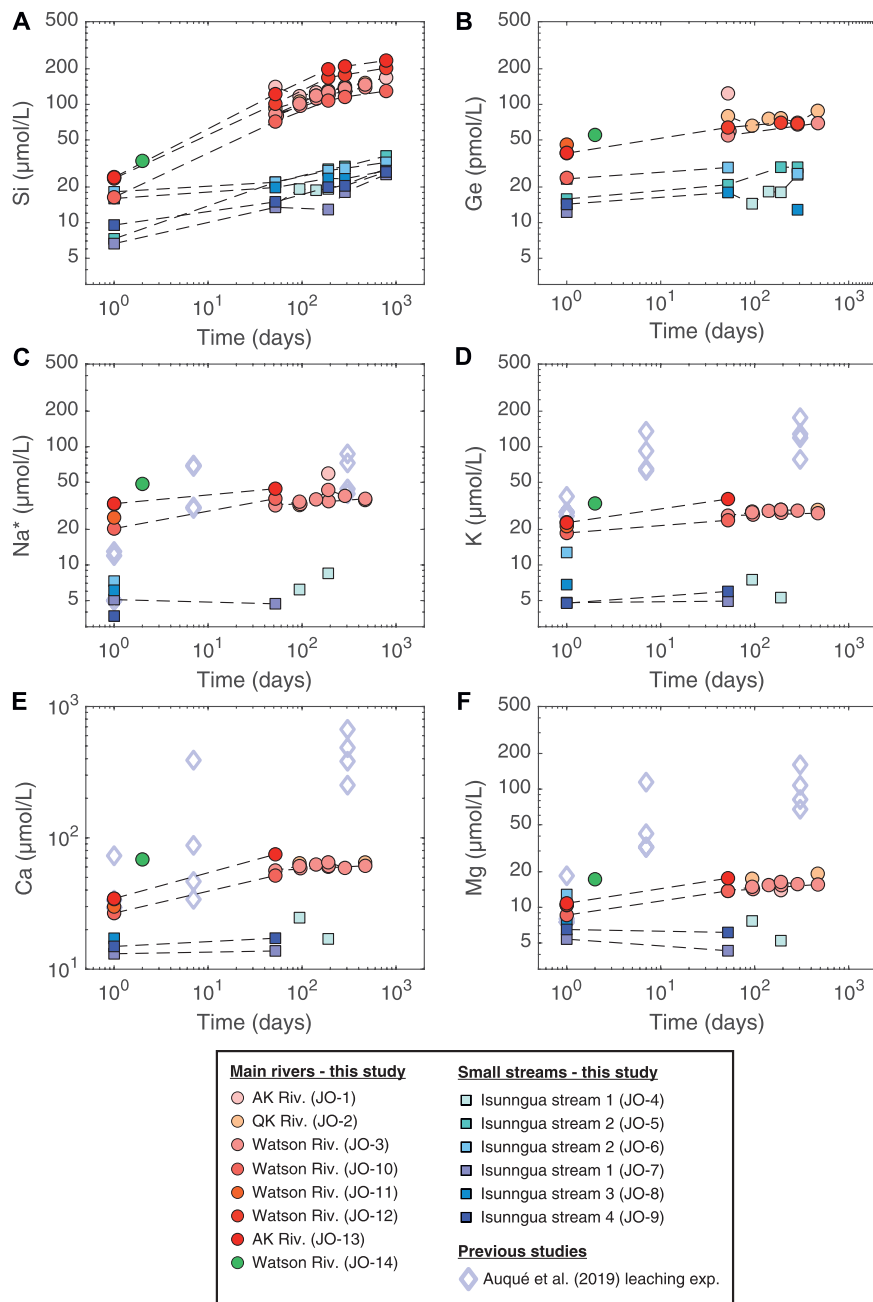 A
500
200
100
50
20
10
5
Si (µmol/L)
10⁰ 10¹ 10² 10³
Time (days)
B
500
200
100
50
20
10
5
Ge (pmol/L)
10⁰ 10¹ 10² 10³
Time (days)
C
500
200
100
50
20
10
5
Na* (µmol/L)
10⁰ 10¹ 10² 10³
Time (days)
D
500
200
100
50
20
10
5
K (µmol/L)
10⁰ 10¹ 10² 10³
Time (days)
E
10³
10²
10¹
Ca (µmol/L)
10⁰ 10¹ 10² 10³
Time (days)
F
500
200
100
50
20
10
5
Mg (µmol/L)
10⁰ 10¹ 10² 10³
Time (days)
Main rivers - this study
AK Riv. (JO-1)
QK Riv. (JO-2)
Watson Riv. (JO-3)
Watson Riv. (JO-10)
Watson Riv. (JO-11)
Watson Riv. (JO-12)
AK Riv. (JO-13)
Watson Riv. (JO-14)
Small streams - this study
Isunngua stream 1 (JO-4)
Isunngua stream 2 (JO-5)
Isunngua stream 2 (JO-6)
Isunngua stream 1 (JO-7)
Isunngua stream 3 (JO-8)
Isunngua stream 4 (JO-9)
Previous studies
Auqué et al. (2019) leaching exp.